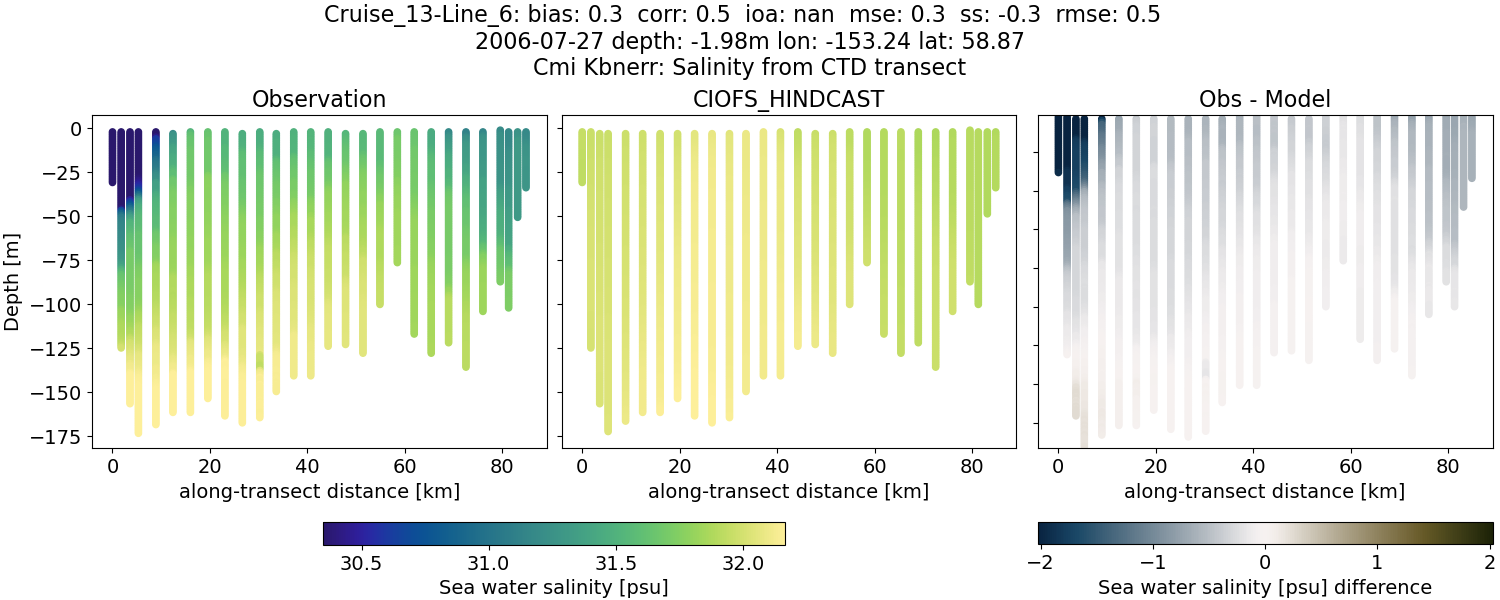 Cruise_13-Line_6: bias: 0.3  corr: 0.5  ioa: nan  mse: 0.3  ss: -0.3  rmse: 0.5
2006-07-27 depth: -1.98m lon: -153.24 lat: 58.87
Cmi Kbnerr: Salinity from CTD transect
Observation
CIOFS_HINDCAST
Obs - Model
0
−25
−50
−75
−100
−125
−150
−175
Depth [m]
0 20 40 60 80
0 20 40 60 80
0 20 40 60 80
along-transect distance [km]
along-transect distance [km]
along-transect distance [km]
30.5 31.0 31.5 32.0
Sea water salinity [psu]
−2 −1 0 1 2
Sea water salinity [psu] difference